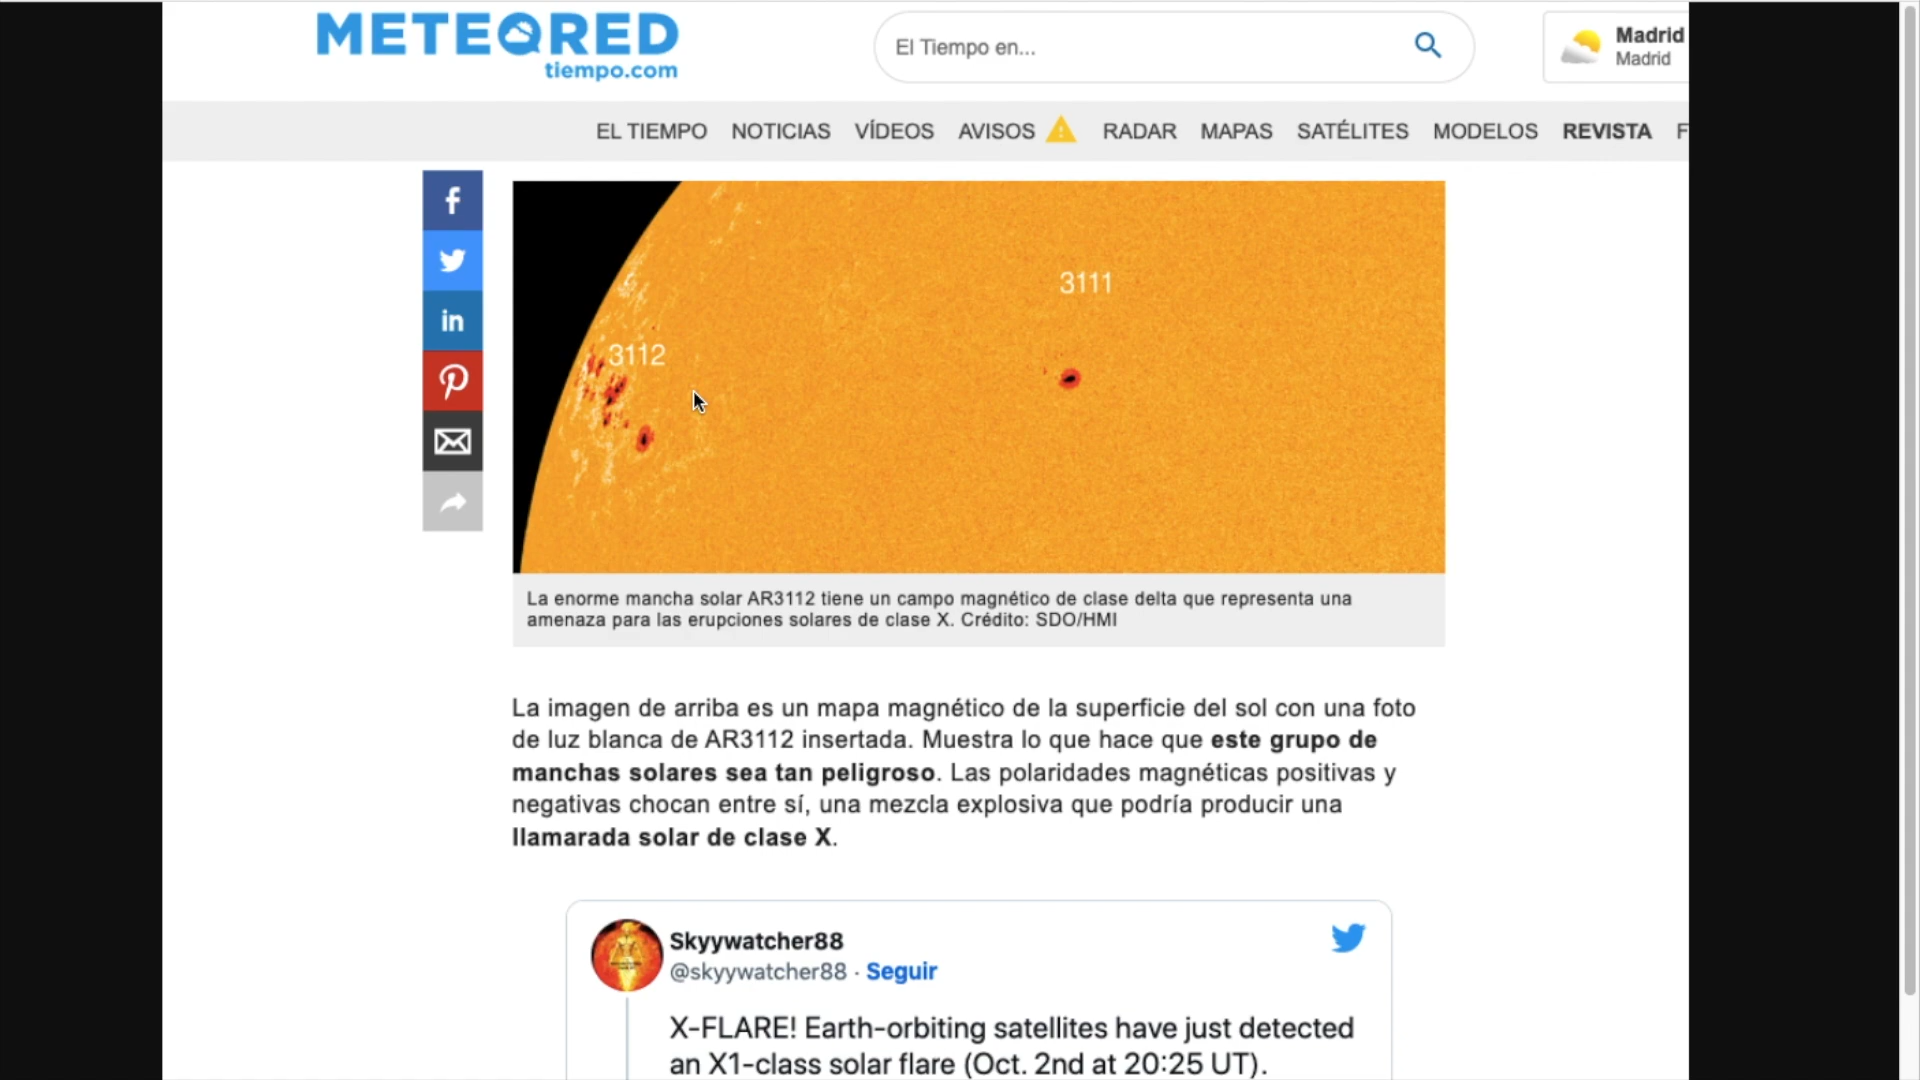 METEORED
tiempo.com
El Tiempo en...
Madrid
Madrid
EL TIEMPO NOTICIAS VÍDEOS AVISOS RADAR MAPAS SATÉLITES MODELOS REVISTA F
3111
3112
La enorme mancha solar AR3112 tiene un campo magnético de clase delta que representa una
amenaza para las erupciones solares de clase X. Crédito: SDO/HMI
La imagen de arriba es un mapa magnético de la superficie del sol con una foto
de luz blanca de AR3112 insertada. Muestra lo que hace que este grupo de
manchas solares sea tan peligroso. Las polaridades magnéticas positivas y
negativas chocan entre sí, una mezcla explosiva que podría producir una
llamarada solar de clase X.
Skyywatcher88
@skyywatcher88 · Seguir
X-FLARE! Earth-orbiting satellites have just detected
an X1-class solar flare (Oct. 2nd at 20:25 UT).